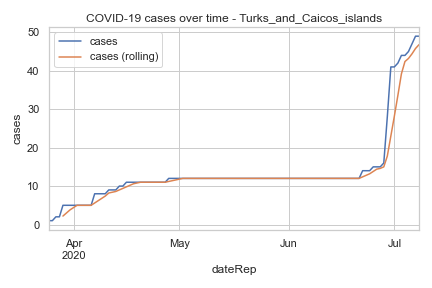 COVID-19 cases over time - Turks_and_Caicos_islands
cases
cases (rolling)
50
40
30
20
10
0
cases
Apr
2020
May
Jun
Jul
dateRep